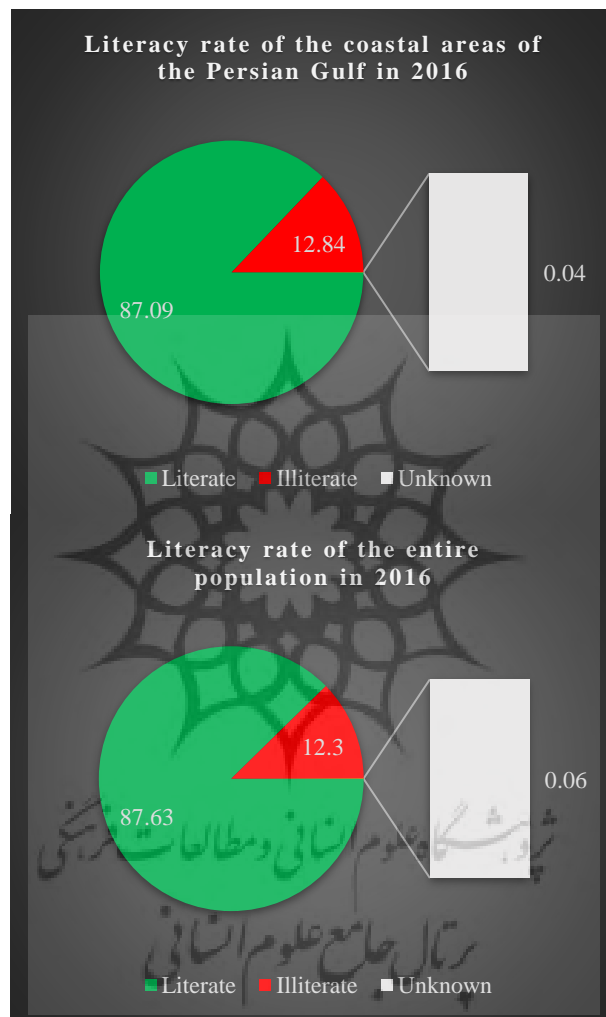 Literacy rate of the coastal areas of
the Persian Gulf in 2016
12.84
0.04
87.09
Literate Illiterate Unknown
Literacy rate of the entire
population in 2016
12.3
0.06
87.63
پژوهشگاه علوم انسانی و مطالعات فرهنگی
پرتال جامع علوم انسانی
Literate Illiterate Unknown